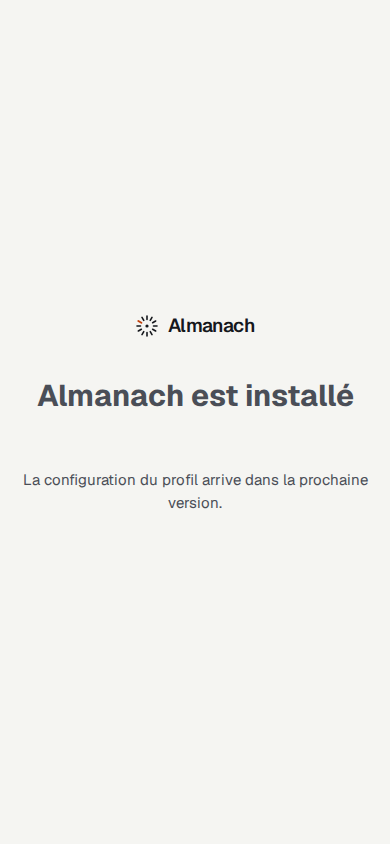 Almanach
Almanach est installé
La configuration du profil arrive dans la prochaine
version.